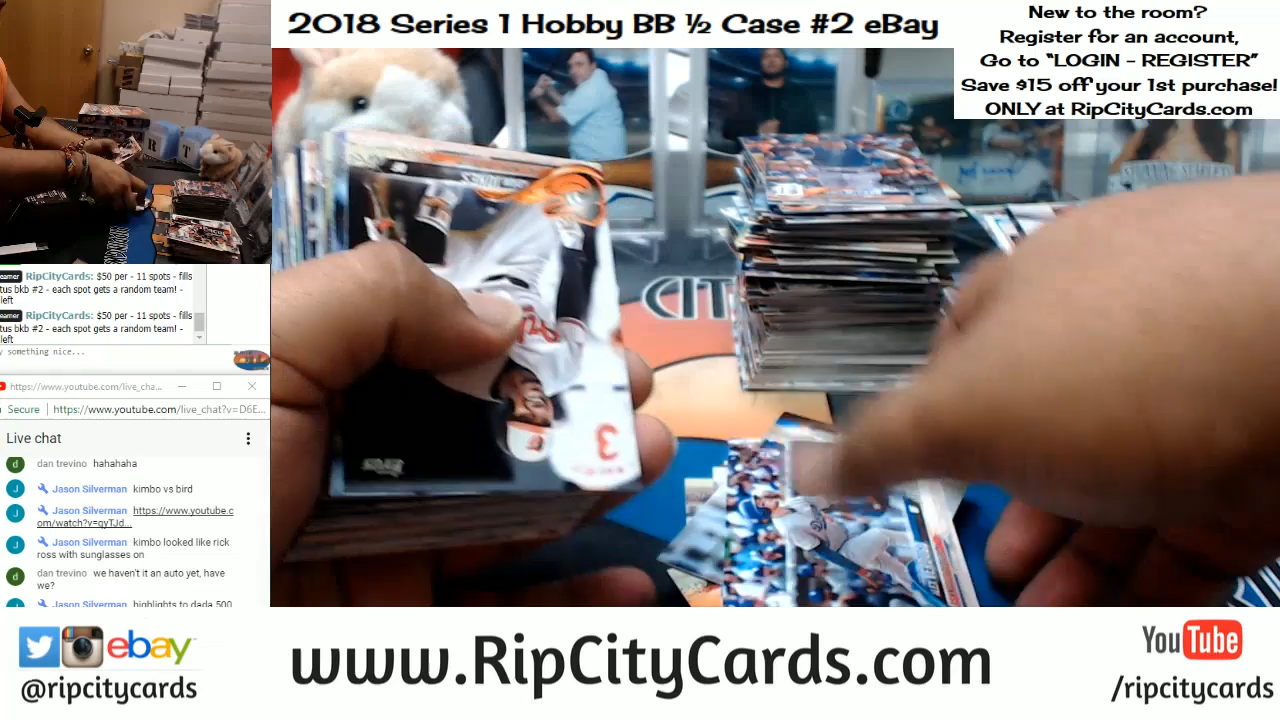 2018 Series 1 Hobby BB ½ Case #2 eBay
New to the room?
Register for an account,
Go to “LOGIN - REGISTER”
Save $15 off your 1st purchase!
ONLY at RipCityCards.com
R T
CIT
3
eamer RipCityCards: $50 per - 11 spots - fills
tus bkb #2 - each spot gets a random team! -
left
eamer RipCityCards: $50 per - 11 spots - fills
tus bkb #2 - each spot gets a random team! -
left
y something nice...
https://www.youtube.com/live_cha...
Secure https://www.youtube.com/live_chat?v=D6E...
Live chat
d dan trevino hahahaha
J Jason Silverman kimbo vs bird
J Jason Silverman https://www.youtube.c
om/watch?v=qyTJd...
J Jason Silverman kimbo looked like rick
ross with sunglasses on
d dan trevino we haven't it an auto yet, have
we?
J Jason Silverman highlights to dada 500
ebay
@ripcitycards
www.RipCityCards.com
YouTube
/ripcitycards